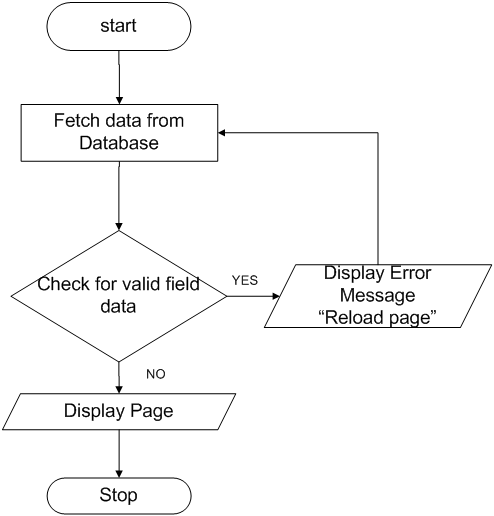 start
Fetch data from
Database
Check for valid field
data
YES
Display Error
Message
“Reload page”
NO
Display Page
Stop